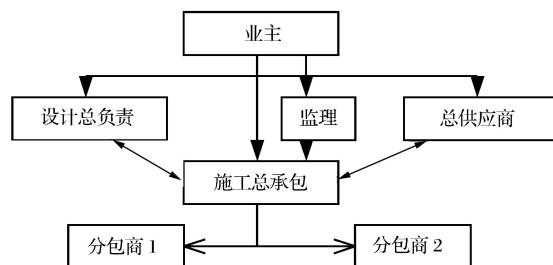 业主
设计总负责
监理
总供应商
施工总承包
分包商 1
分包商 2